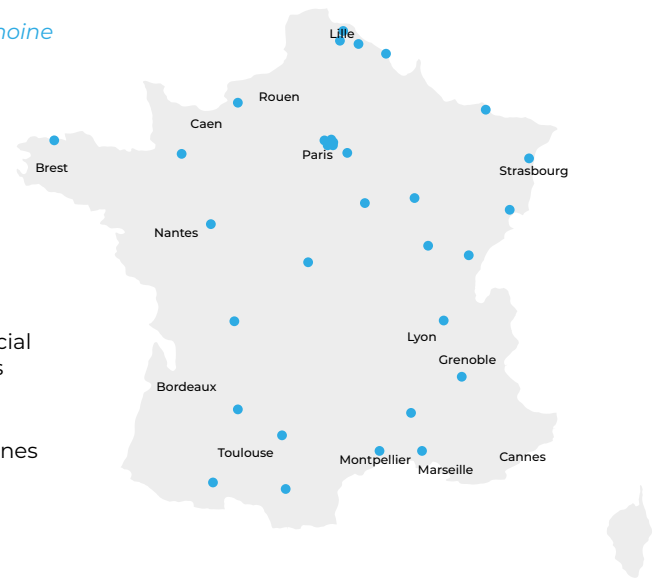 moine
Lille
Rouen
Caen
Paris
Brest
Strasbourg
Nantes
cial
s
Lyon
Grenoble
Bordeaux
nes
Toulouse
Montpellier
Cannes
Marseille